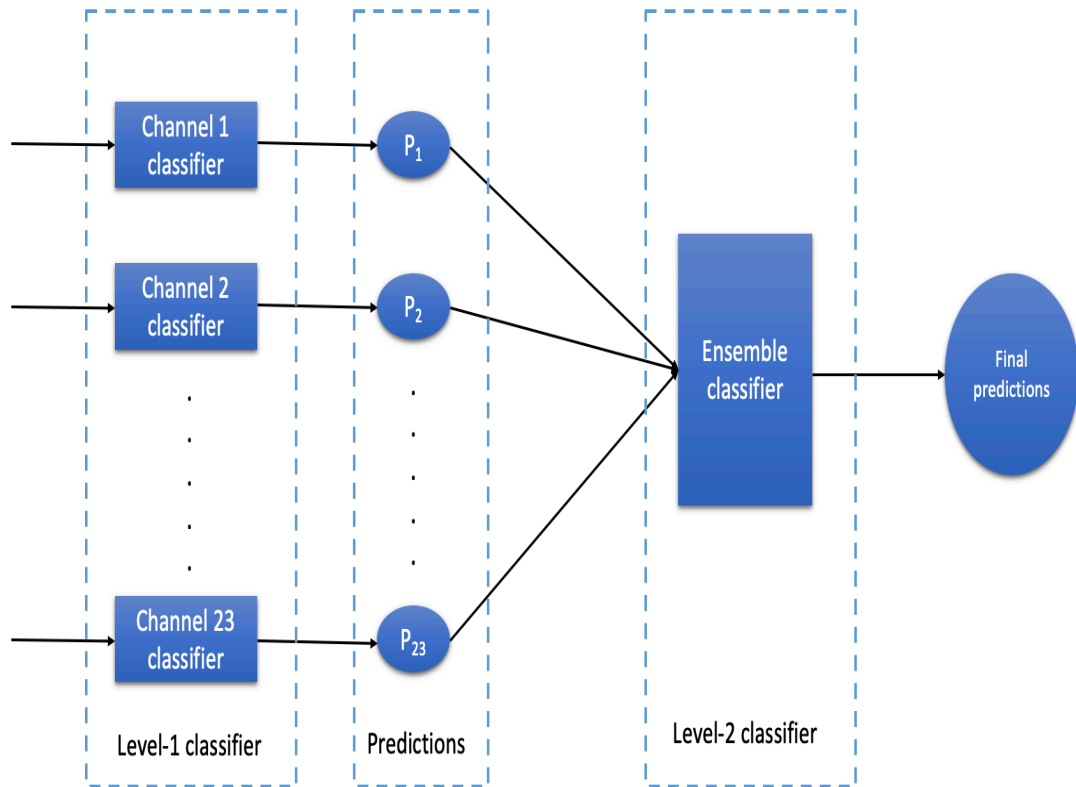 Channel 1
classifier
P1
Channel 2
classifier
P2
Ensemble
classifier
Final
predictions
Channel 23
classifier
P23
Level-1 classifier
Predictions
Level-2 classifier